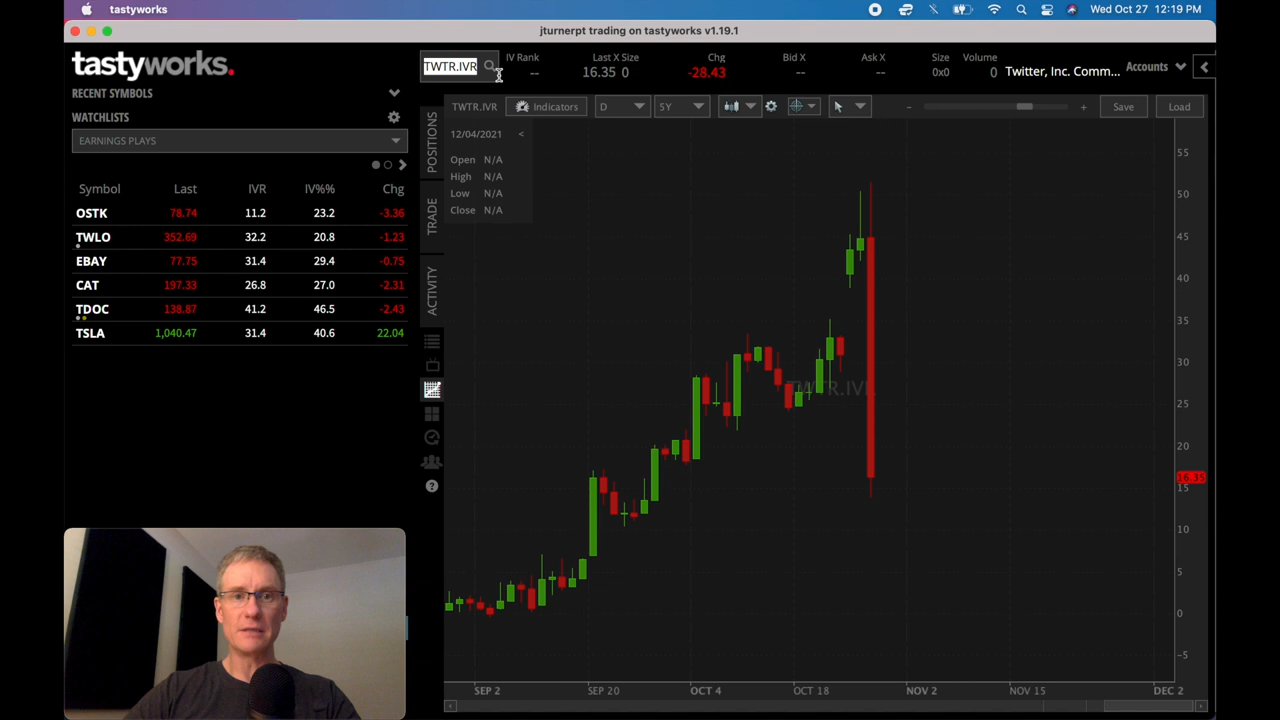 tastyworks Wed Oct 27 12:19 PM
jturnerpt trading on tastyworks v1.19.1
tastyworks.
RECENT SYMBOLS
WATCHLISTS
EARNINGS PLAYS
Symbol Last IVR IV%% Chg
OSTK 78.74 11.2 23.2 -3.36
TWLO 352.69 32.2 20.8 -1.23
EBAY 77.75 31.4 29.4 -0.75
CAT 197.33 26.8 27.0 -2.31
TDOC 138.87 41.2 46.5 -2.43
TSLA 1,040.47 31.4 40.6 22.04
TWTR.IVR IV Rank Last X Size Chg Bid X Ask X Size Volume
-- 16.35 0 -28.43 -- -- 0x0 0 Twitter, Inc. Comm... Accounts
POSITIONS
TRADE
ACTIVITY
TWTR.IVR Indicators D 5Y - + Save Load
12/04/2021 <
Open N/A
High N/A
Low N/A
Close N/A
TWTR.IVR
55
50
45
40
35
30
25
20
16.35
15
10
5
0
-5
SEP 2 SEP 20 OCT 4 OCT 18 NOV 2 NOV 15 DEC 2